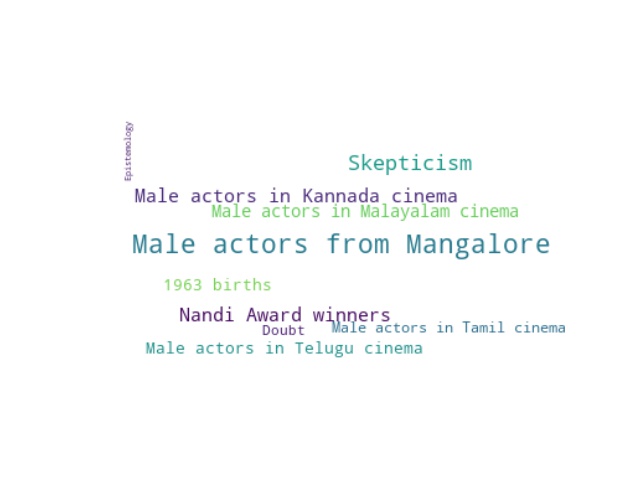 Epistemology
Skepticism
Male actors in Kannada cinema
Male actors in Malayalam cinema
Male actors from Mangalore
1963 births
Nandi Award winners
Doubt
Male actors in Tamil cinema
Male actors in Telugu cinema